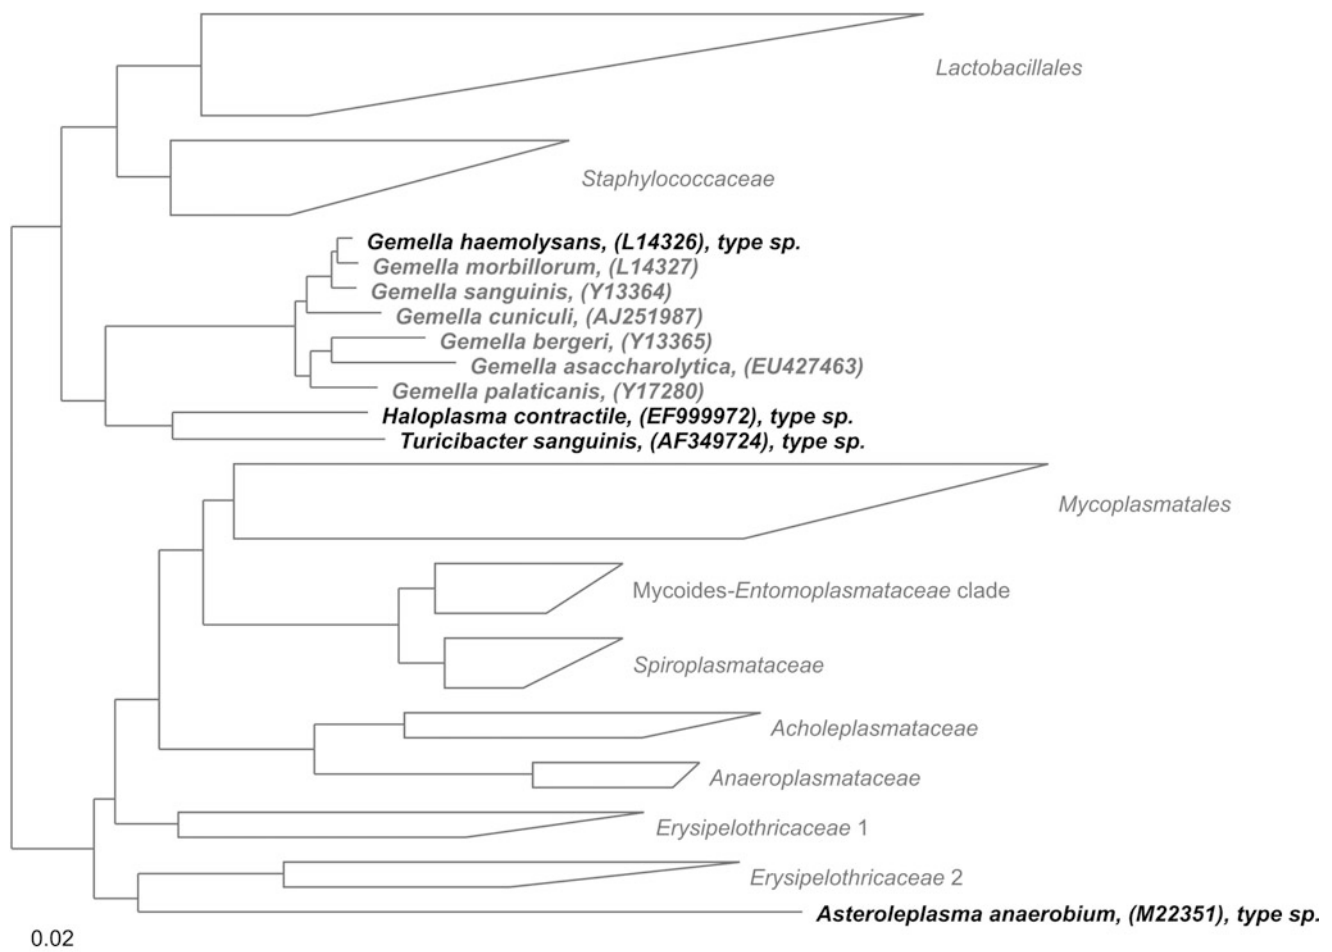 Lactobacillales
Staphylococcaceae
Gemella haemolysans, (L14326), type sp.
Gemella morbillorum, (L14327)
Gemella sanguinis, (Y13364)
Gemella cuniculi, (AJ251987)
Gemella bergeri, (Y13365)
Gemella asaccharolytica, (EU427463)
Gemella palaticanis, (Y17280)
Haloplasma contractile, (EF999972), type sp.
Turicibacter sanguinis, (AF349724), type sp.
Mycoplasmatales
Mycoides-Entomoplasmataceae clade
Spiroplasmataceae
Acholeplasmataceae
Anaeroplasmataceae
Erysipelothricaceae 1
Erysipelothricaceae 2
Asteroleplasma anaerobium, (M22351), type sp.
0.02